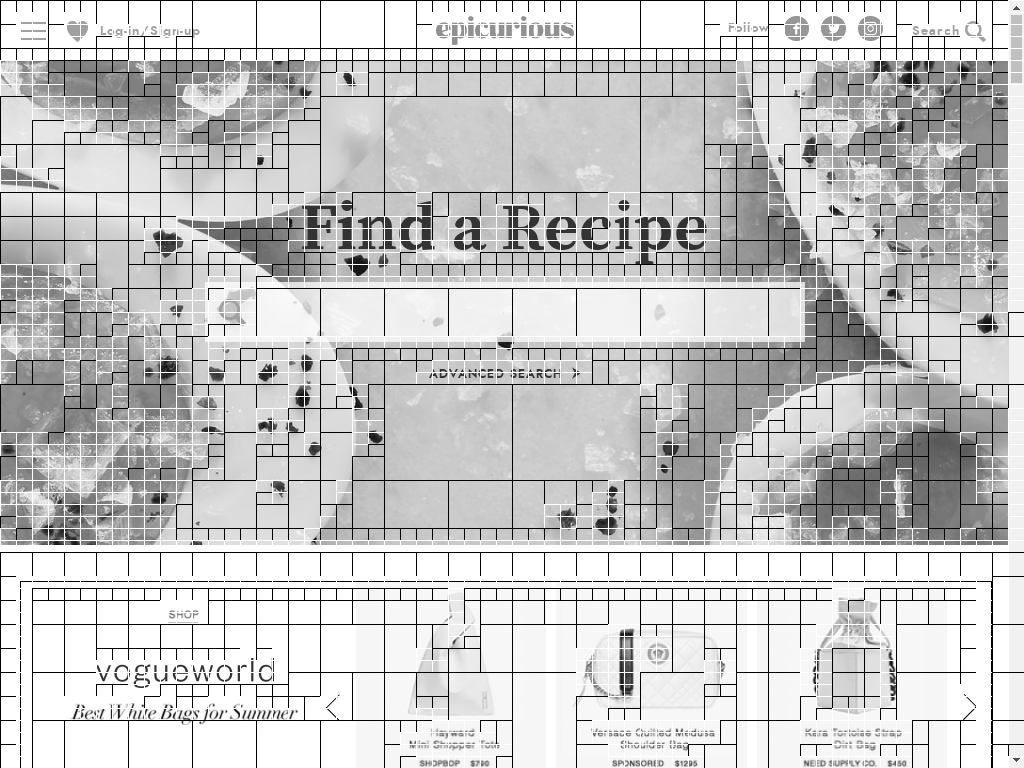 Log-in/Sign-up
epicurious
Follow
Search
Find a Recipe
ADVANCED SEARCH >
SHOP
vogueworld
Best White Bags for Summer
Hayward
Mini Shopper Tote
SHOPBOP $790
Versace Quilted Medusa
Shoulder Bag
SPONSORED $1295
Kara Tortoise Strap
Dirt Bag
NEED SUPPLY CO. $450